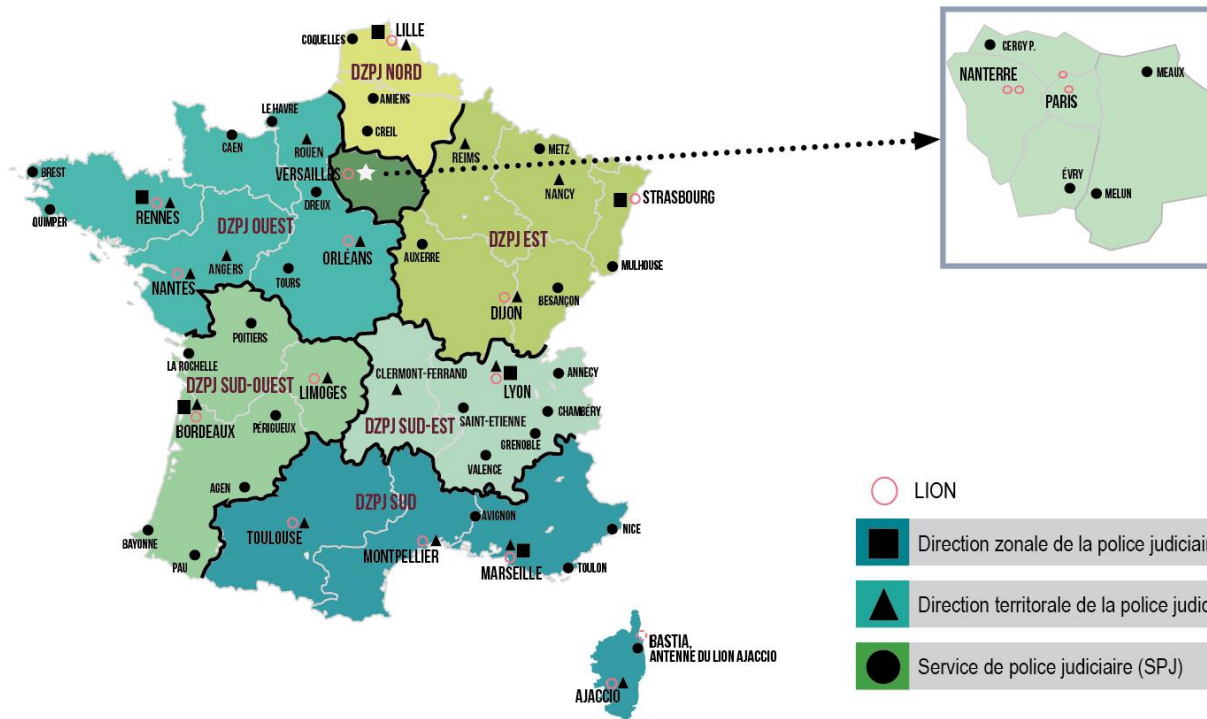 LILLE
COQUELLES
DZPJ NORD
AMIENS
LE HAVRE
CREIL
CAEN
ROUEN
REIMS
METZ
VERSAILLES
BREST
DREUX
NANCY
STRASBOURG
QUIMPER
RENNES
DZPJ OUEST
ORLÉANS
AUXERRE
DZPJ EST
ANGERS
TOURS
MULHOUSE
NANTES
BESANÇON
DIJON
POITIERS
LA ROCHELLE
CLERMONT-FERRAND
ANNECY
DZPJ SUD-OUEST
LIMOGES
LYON
BORDEAUX
PÉRIGUEUX
DZPJ SUD-EST
SAINT-ETIENNE
CHAMBÉRY
GRENOBLE
VALENCE
AGEN
DZPJ SUD
AVIGNON
BAYONNE
TOULOUSE
NICE
PAU
MONTPELLIER
MARSEILLE
TOULON
BASTIA,
ANTENNE DU LION AJACCIO
AJACCIO
CERGY P.
MEAUX
NANTERRE
PARIS
ÉVRY
MELUN
LION
Direction zonale de la police judiciair
Direction territorale de la police judic
Service de police judiciaire (SPJ)